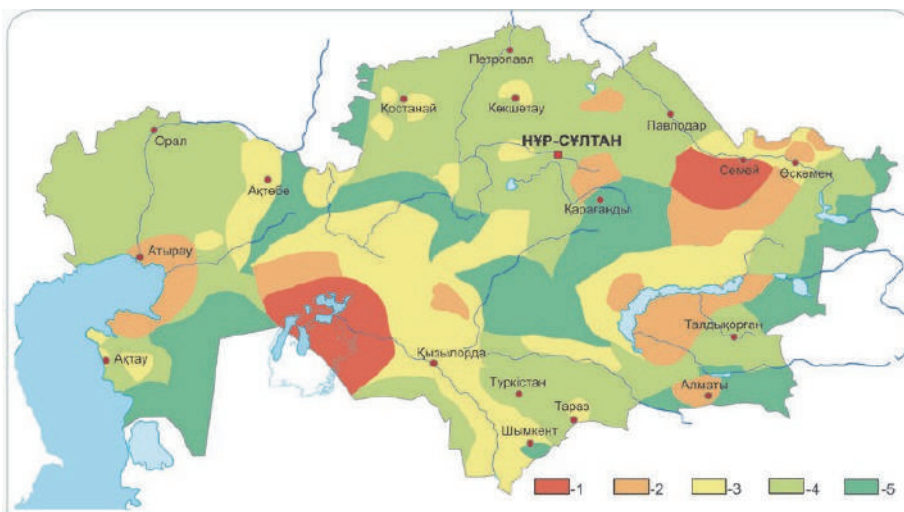 Петропавл
Қостанай
Көкшетау
Павлодар
Орал
НҰР-СҰЛТАН
Семей
Өскемен
Ақтөбе
Қарағанды
Атырау
Талдықорған
Ақтау
Қызылорда
Түркістан
Алматы
Тараз
Шымкент
-1 -2 -3 -4 -5